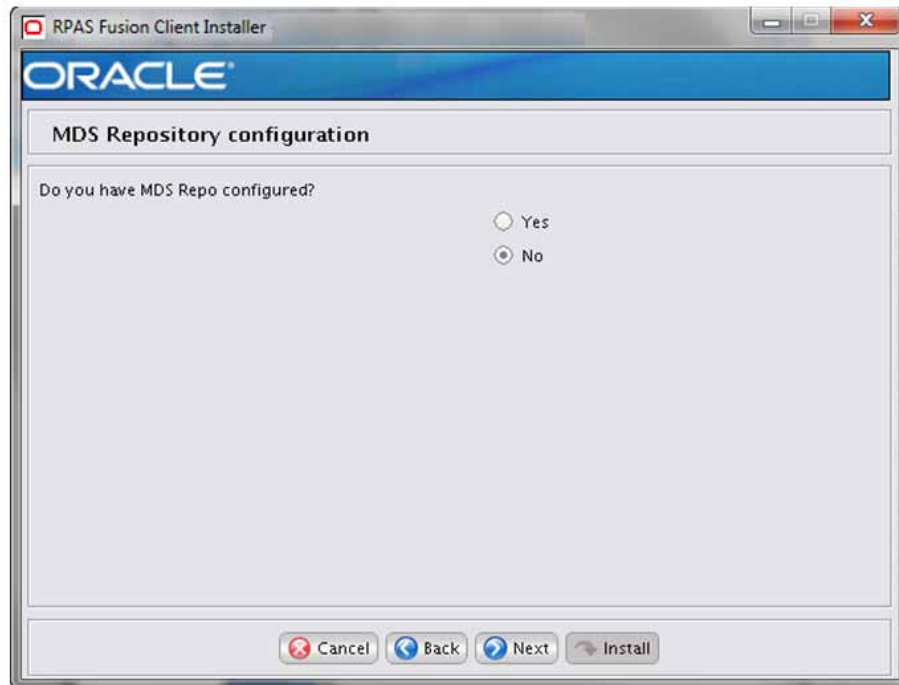 RPAS Fusion Client Installer
ORACLE
MDS Repository configuration
Do you have MDS Repo configured?
Yes
No
Cancel Back Next Install